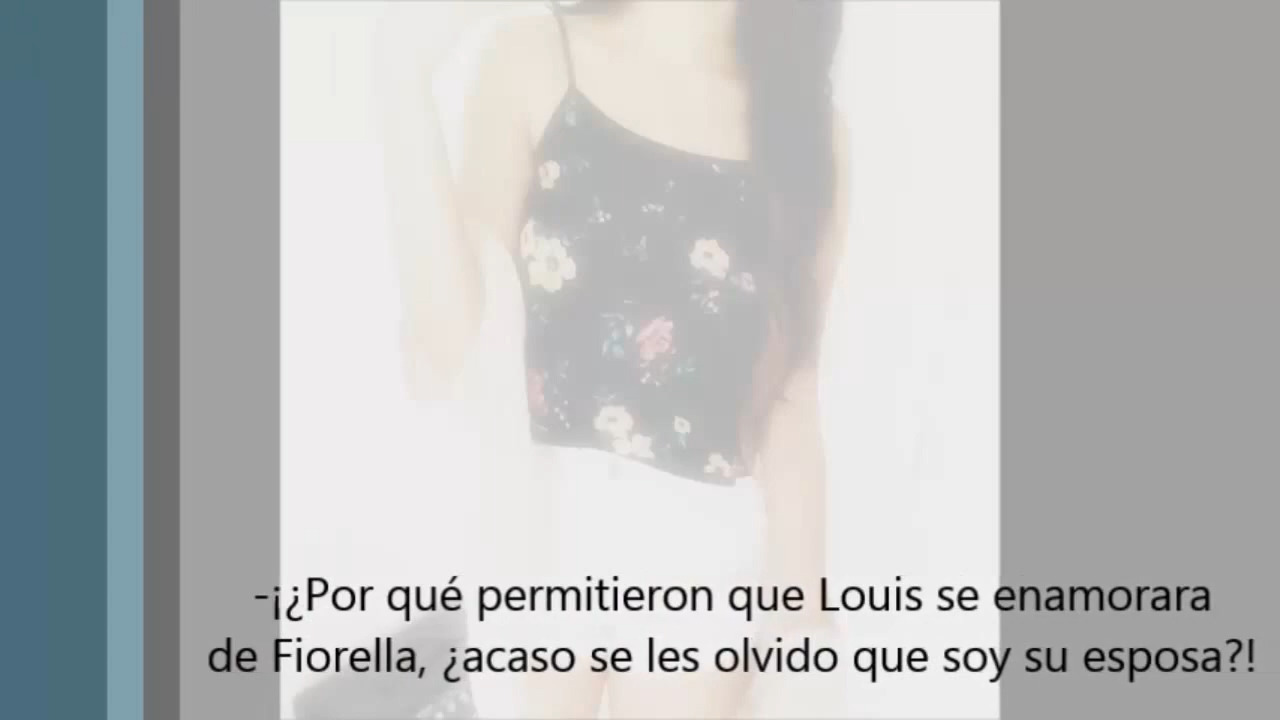 -¡¿Por qué permitieron que Louis se enamorara
de Fiorella, ¿acaso se les olvido que soy su esposa?!